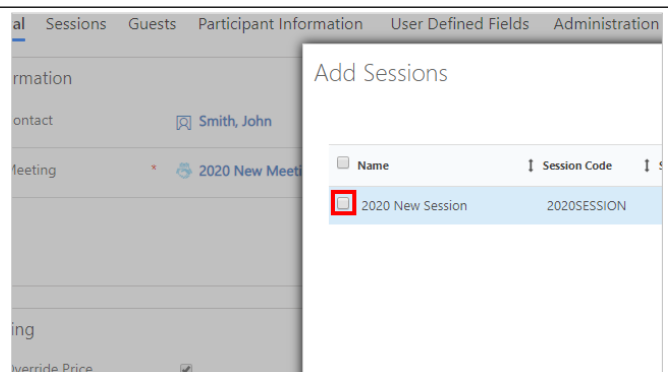 al Sessions Guests Participant Information User Defined Fields Administration
Add Sessions
rmation
ontact Smith, John
Name Session Code
Meeting * 2020 New Meeti
2020 New Session 2020SESSION
ing
Override Price